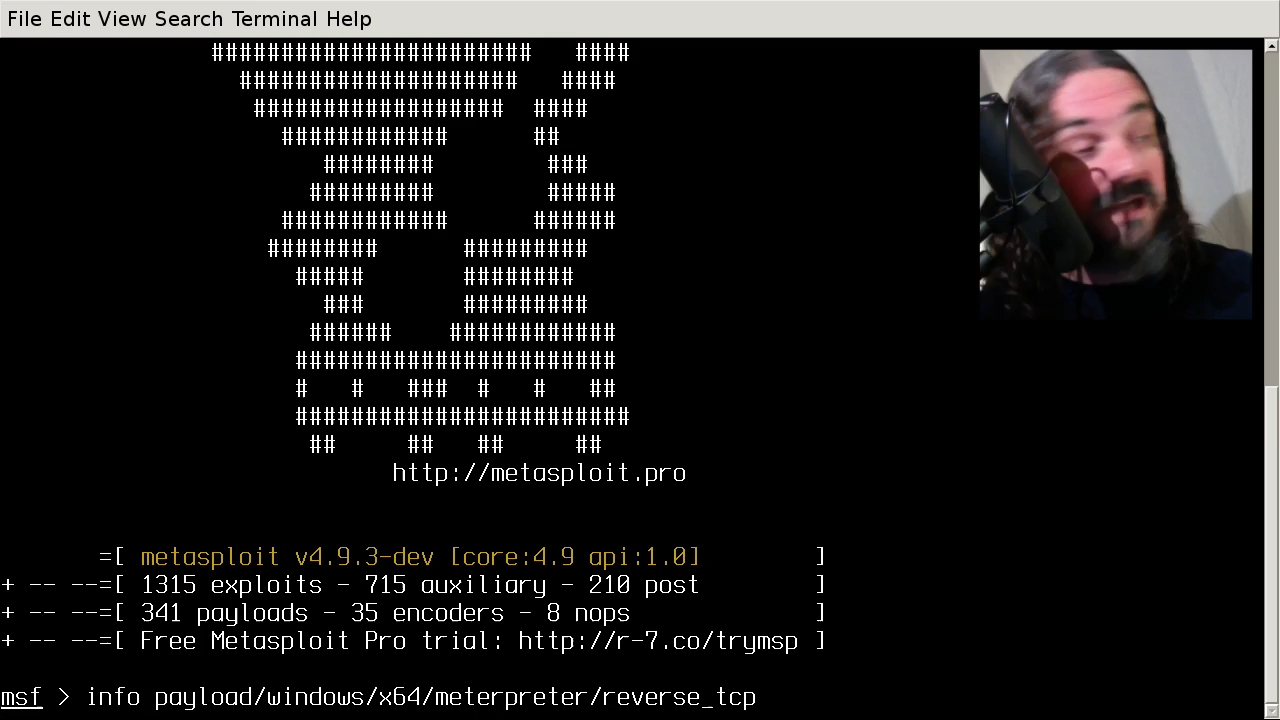 File Edit View Search Terminal Help
####################### ####
#################### ####
################## ####
############ ##
######## ###
######### #####
############ ######
######## #########
##### ########
### #########
###### ############
#######################
# # ### # # ##
########################
## ## ## ##
http://metasploit.pro
=[ metasploit v4.9.3-dev [core:4.9 api:1.0] ]
+ -- --=[ 1315 exploits - 715 auxiliary - 210 post ]
+ -- --=[ 341 payloads - 35 encoders - 8 nops ]
+ -- --=[ Free Metasploit Pro trial: http://r-7.co/trymsp ]
msf > info payload/windows/x64/meterpreter/reverse_tcp